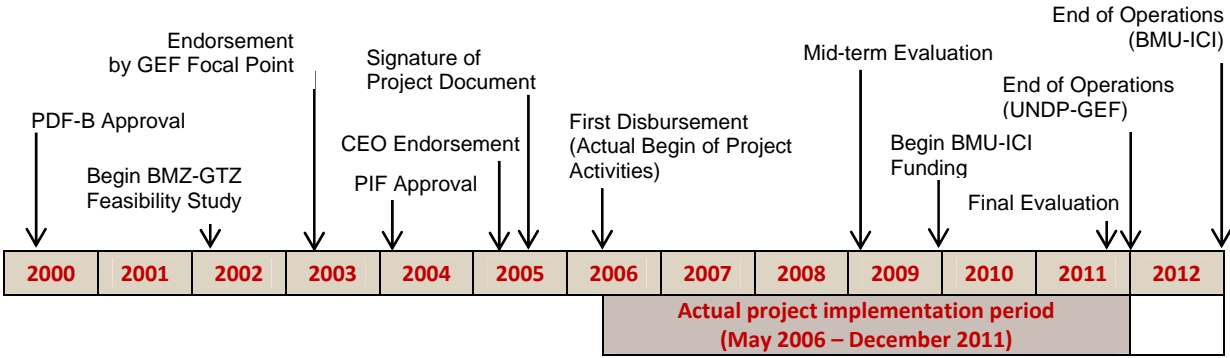 End of Operations
(BMU-ICI)
Endorsement
by GEF Focal Point
Signature of
Project Document
Mid-term Evaluation
End of Operations
(UNDP-GEF)
PDF-B Approval
First Disbursement
(Actual Begin of Project
Activities)
CEO Endorsement
Begin BMU-ICI
Funding
Begin BMZ-GTZ
Feasibility Study
PIF Approval
Final Evaluation
2000 2001 2002 2003 2004 2005 2006 2007 2008 2009 2010 2011 2012
Actual project implementation period
(May 2006 – December 2011)